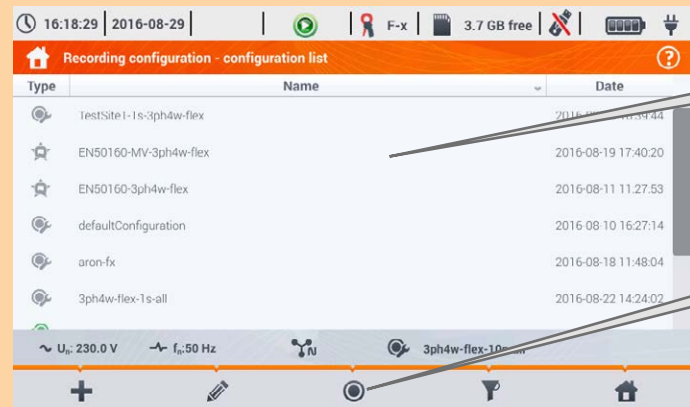 16:18:29 2016-08-29 F-x 3.7 GB free
Recording configuration - configuration list ?
Type Name Date
TestSite1-1s-3ph4w-flex
EN50160-MV-3ph4w-flex 2016-08-19 17:40:20
EN50160-3ph4w-flex 2016-08-11 11:27:53
defaultConfiguration 2016-08-10 16:27:14
aron-fx 2016-08-18 11:48:04
3ph4w-flex-1s-all 2016-08-22 14:24:02
Uₙ: 230.0 V fₙ:50 Hz N